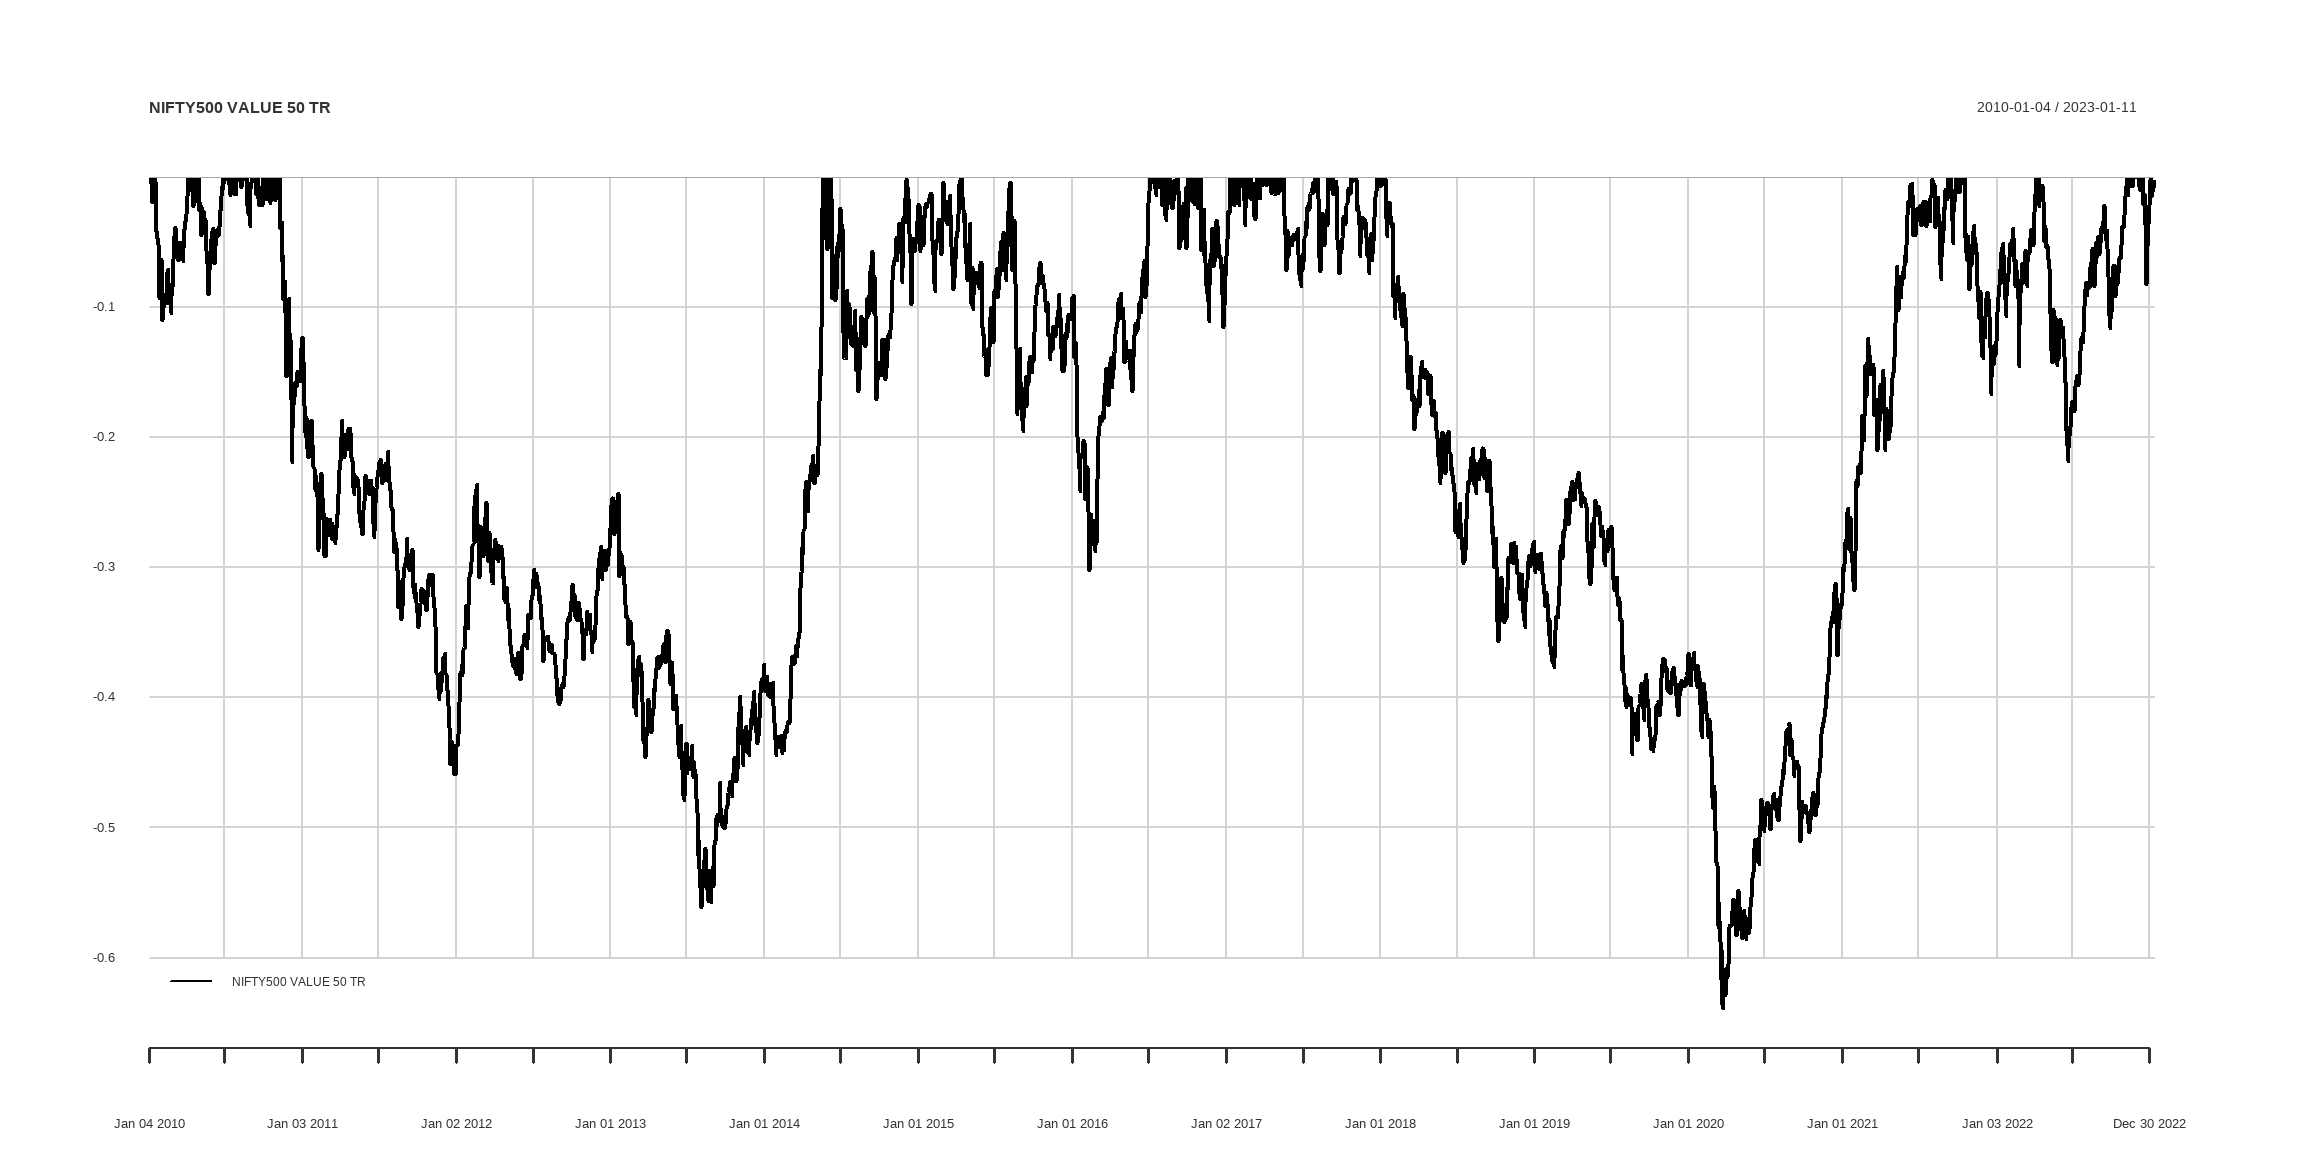 NIFTY500 VALUE 50 TR
2010-01-04 / 2023-01-11
-0.1
-0.2
-0.3
-0.4
-0.5
-0.6
NIFTY500 VALUE 50 TR
Jan 04 2010
Jan 03 2011
Jan 02 2012
Jan 01 2013
Jan 01 2014
Jan 01 2015
Jan 01 2016
Jan 02 2017
Jan 01 2018
Jan 01 2019
Jan 01 2020
Jan 01 2021
Jan 03 2022
Dec 30 2022